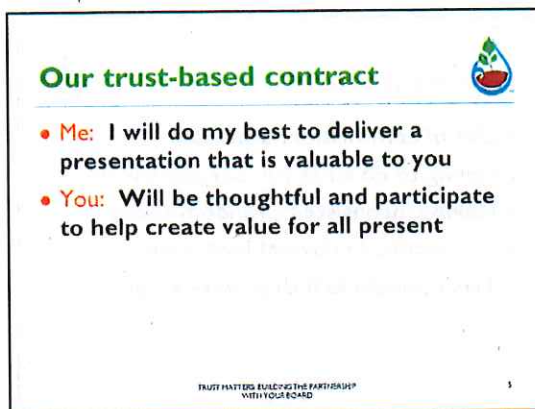 Our trust-based contract
• Me: I will do my best to deliver a
presentation that is valuable to you
• You: Will be thoughtful and participate
to help create value for all present
TRUST MATTERS: BUILDING THE PARTNERSHIP
WITH YOUR BOARD